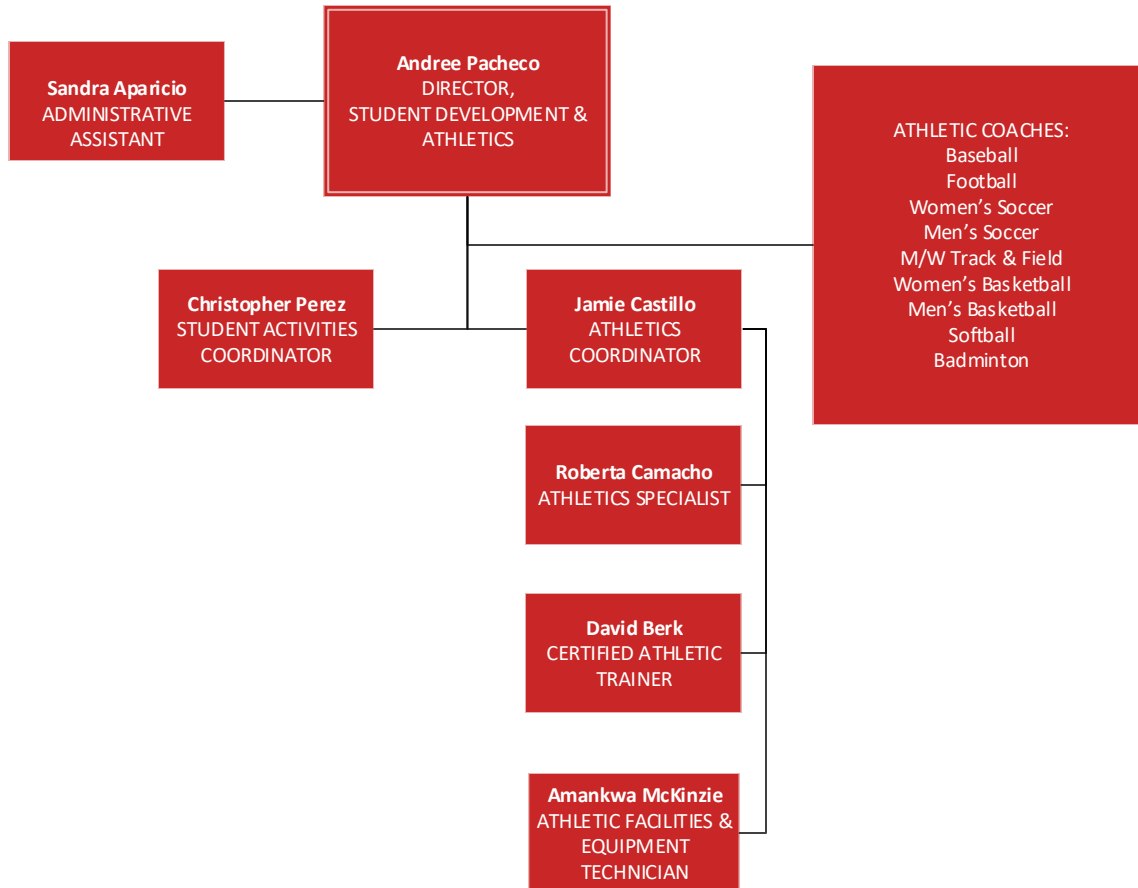 Sandra Aparicio
ADMINISTRATIVE
ASSISTANT
Andree Pacheco
DIRECTOR,
STUDENT DEVELOPMENT &
ATHLETICS
ATHLETIC COACHES:
Baseball
Football
Women’s Soccer
Men’s Soccer
M/W Track & Field
Women’s Basketball
Men’s Basketball
Softball
Badminton
Christopher Perez
STUDENT ACTIVITIES
COORDINATOR
Jamie Castillo
ATHLETICS
COORDINATOR
Roberta Camacho
ATHLETICS SPECIALIST
David Berk
CERTIFIED ATHLETIC
TRAINER
Amankwa McKinzie
ATHLETIC FACILITIES &
EQUIPMENT
TECHNICIAN